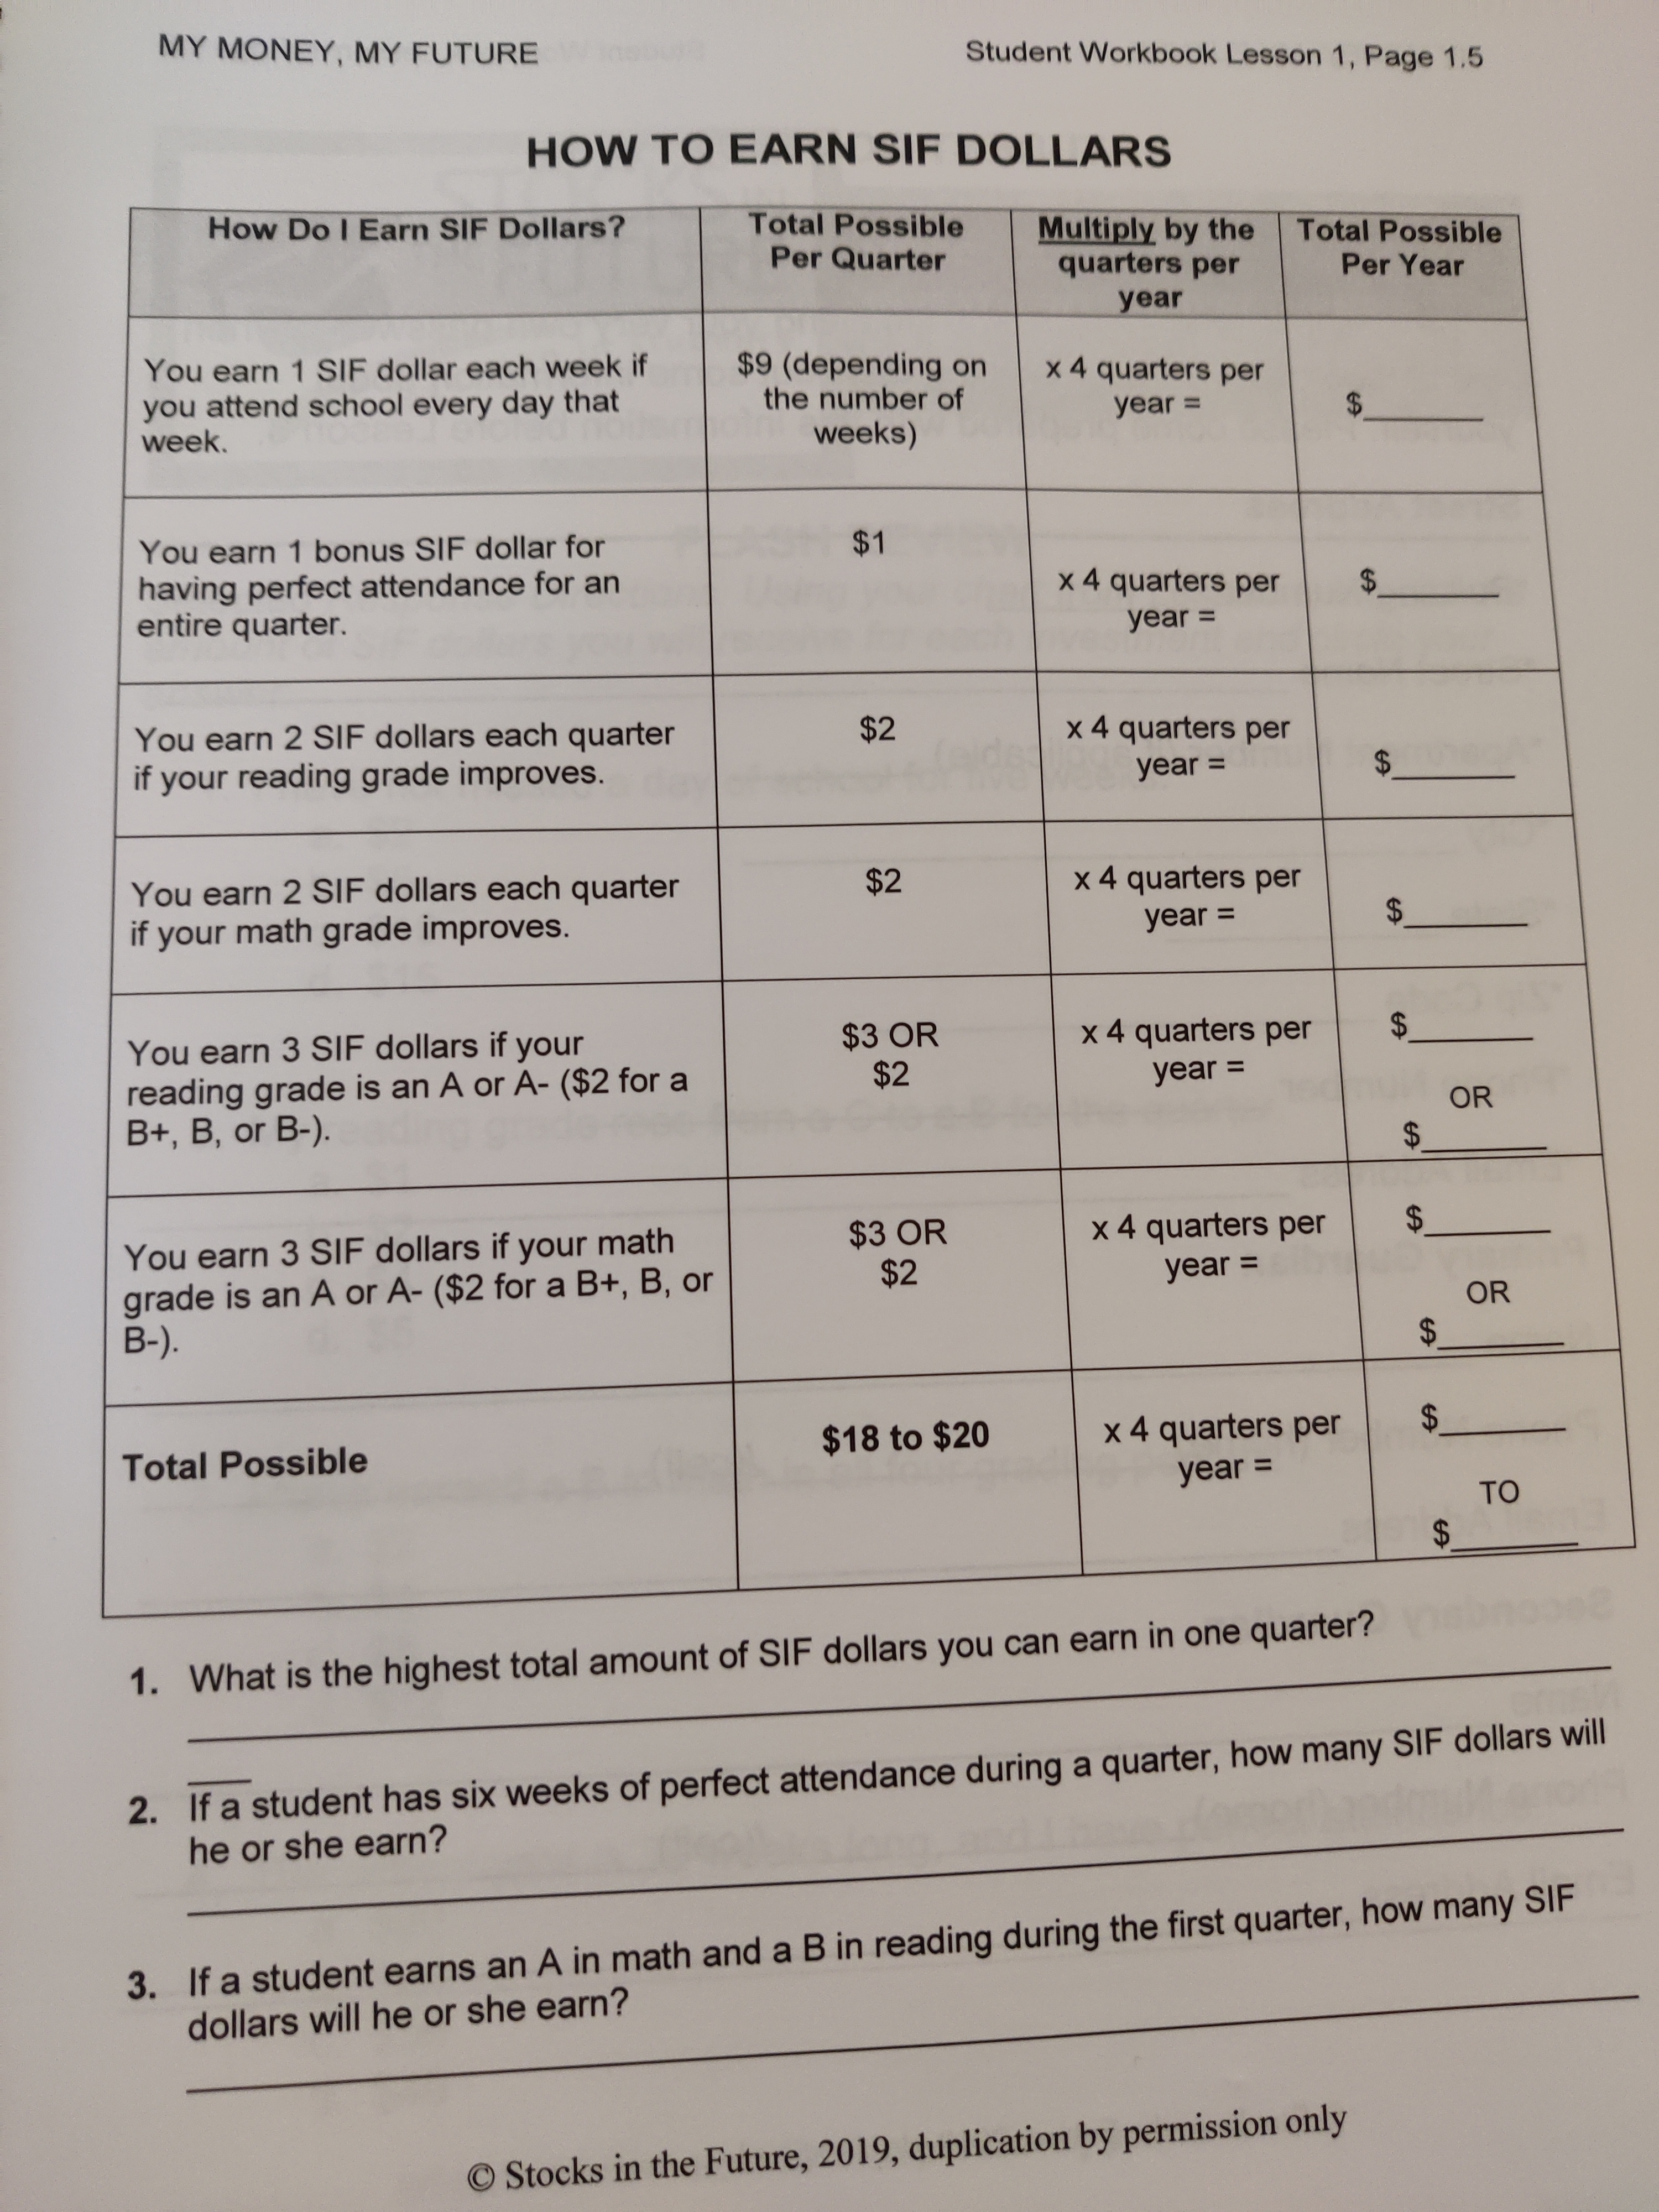 MY MONEY, MY FUTURE
Student Workbook Lesson 1, Page 1.5
HOW TO EARN SIF DOLLARS
How Do I Earn SIF Dollars?
Total Possible
Per Quarter
Multiply by the
quarters per
year
Total Possible
Per Year
You earn 1 SIF dollar each week if
you attend school every day that
week.
$9 (depending on
the number of
weeks)
x 4 quarters per
year =
$______
You earn 1 bonus SIF dollar for
having perfect attendance for an
entire quarter.
$1
x 4 quarters per
year =
$______
You earn 2 SIF dollars each quarter
if your reading grade improves.
$2
x 4 quarters per
year =
$______
You earn 2 SIF dollars each quarter
if your math grade improves.
$2
x 4 quarters per
year =
$______
You earn 3 SIF dollars if your
reading grade is an A or A- ($2 for a
B+, B, or B-).
$3 OR
$2
x 4 quarters per
year =
$______
OR
$______
You earn 3 SIF dollars if your math
grade is an A or A- ($2 for a B+, B, or
B-).
$3 OR
$2
x 4 quarters per
year =
$______
OR
$______
Total Possible
$18 to $20
x 4 quarters per
year =
$______
TO
$______
1. What is the highest total amount of SIF dollars you can earn in one quarter?
2. If a student has six weeks of perfect attendance during a quarter, how many SIF dollars will
he or she earn?
3. If a student earns an A in math and a B in reading during the first quarter, how many SIF
dollars will he or she earn?
© Stocks in the Future, 2019, duplication by permission only